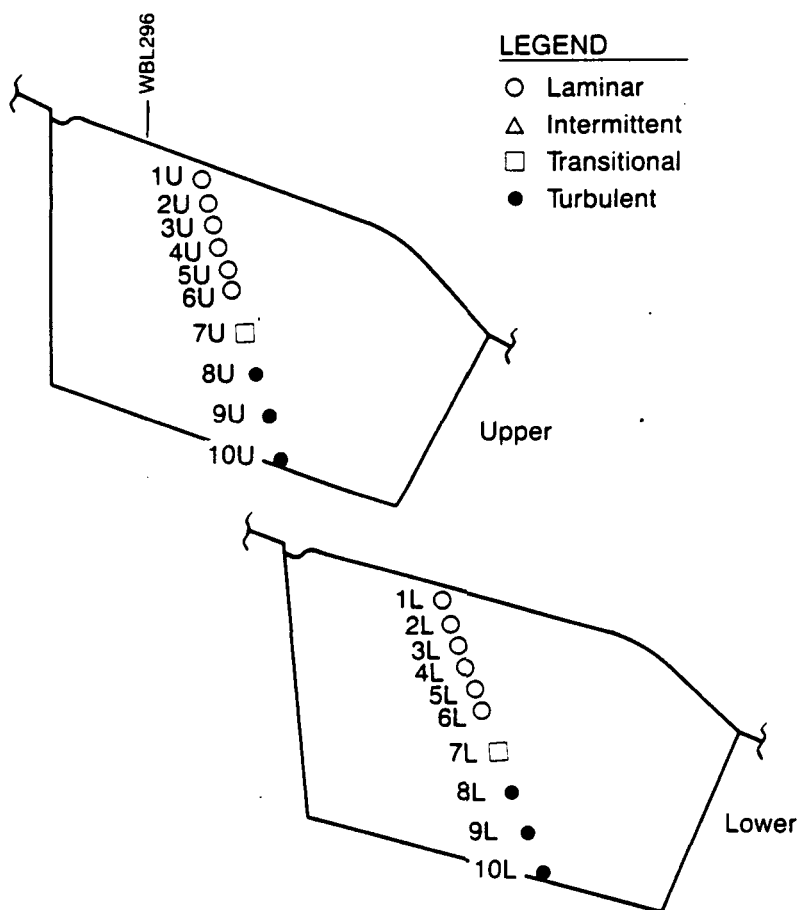 WBL296
LEGEND
Laminar
Intermittent
Transitional
Turbulent
1U
2U
3U
4U
5U
6U
7U
8U
9U
10U
Upper
1L
2L
3L
4L
5L
6L
7L
8L
9L
10L
Lower